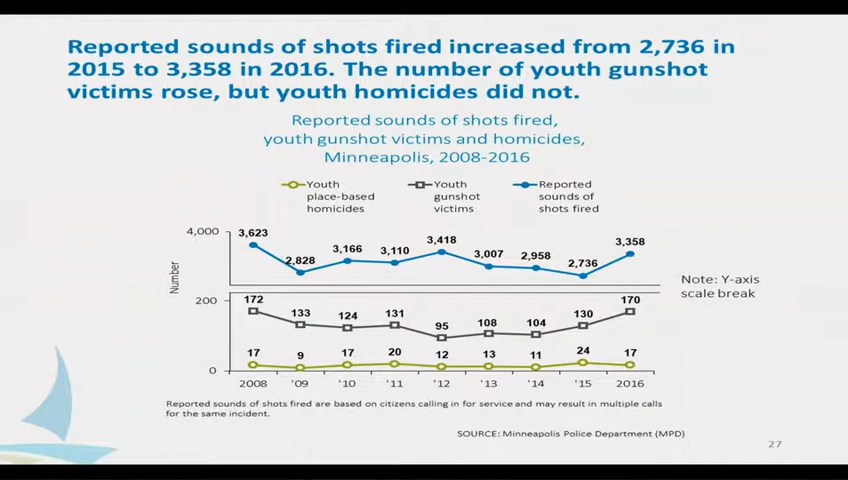 Reported sounds of shots fired increased from 2,736 in
2015 to 3,358 in 2016. The number of youth gunshot
victims rose, but youth homicides did not.
Reported sounds of shots fired,
youth gunshot victims and homicides,
Minneapolis, 2008-2016
Youth
place-based
homicides
Youth
gunshot
victims
Reported
sounds of
shots fired
4,000
3,623
2,828
3,166
3,110
3,418
3,007
2,958
2,736
3,358
Number
Note: Y-axis
scale break
200
172
133
124
131
95
108
104
130
170
17
9
17
20
12
13
11
24
17
0
2008 '09 '10 '11 '12 '13 '14 '15 2016
Reported sounds of shots fired are based on citizens calling in for service and may result in multiple calls
for the same incident.
SOURCE: Minneapolis Police Department (MPD)
27